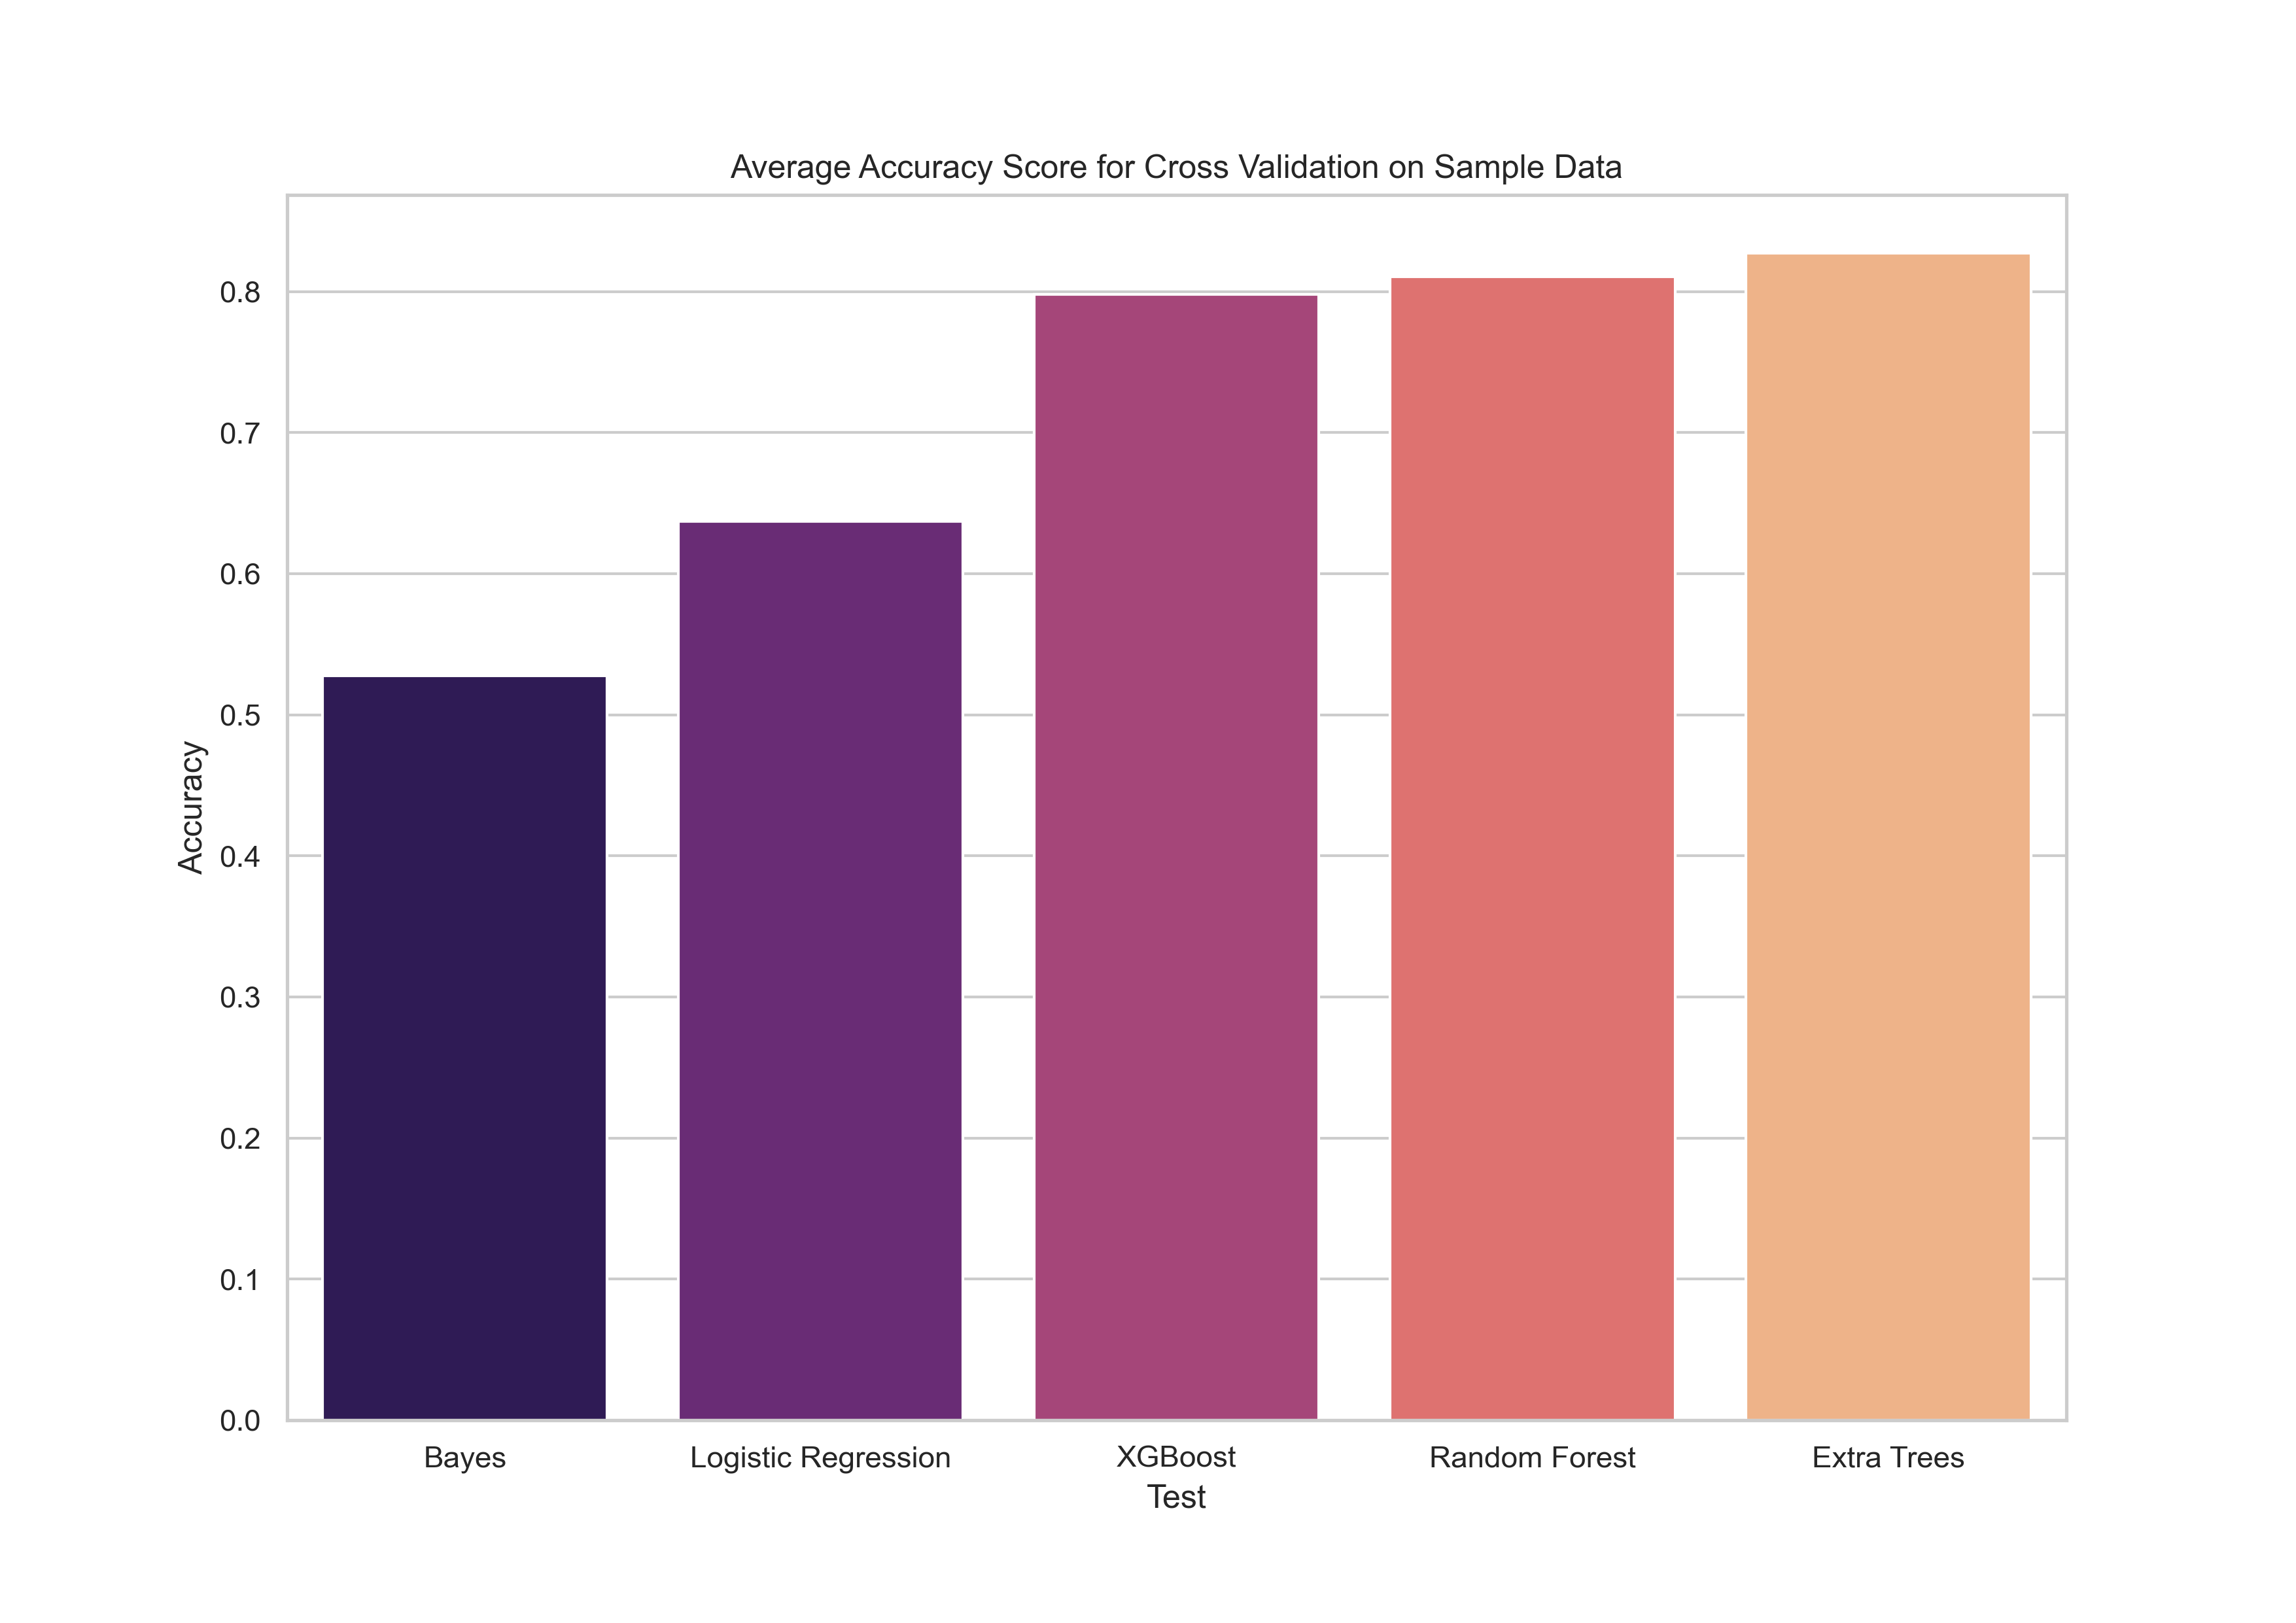 Average Accuracy Score for Cross Validation on Sample Data
0.8
0.7
0.6
0.5
0.4
0.3
0.2
0.1
0.0
Accuracy
Bayes Logistic Regression XGBoost Random Forest Extra Trees
Test